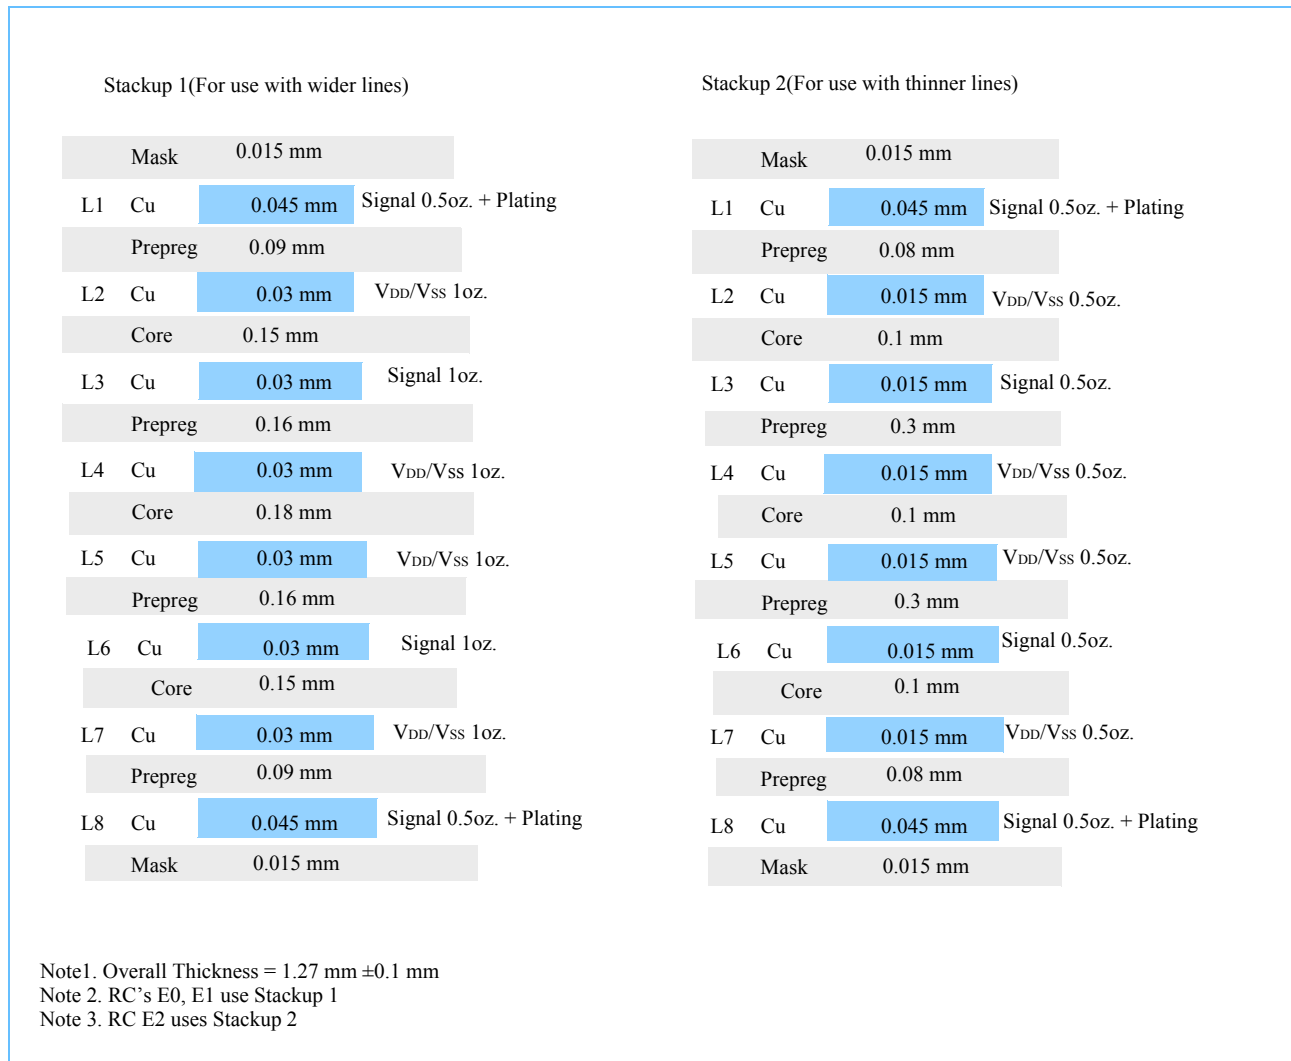 Stackup 1(For use with wider lines)
Mask 0.015 mm
L1 Cu 0.045 mm Signal 0.5oz. + Plating
Prepreg 0.09 mm
L2 Cu 0.03 mm VDD/VSS 1oz.
Core 0.15 mm
L3 Cu 0.03 mm Signal 1oz.
Prepreg 0.16 mm
L4 Cu 0.03 mm VDD/VSS 1oz.
Core 0.18 mm
L5 Cu 0.03 mm VDD/VSS 1oz.
Prepreg 0.16 mm
L6 Cu 0.03 mm Signal 1oz.
Core 0.15 mm
L7 Cu 0.03 mm VDD/VSS 1oz.
Prepreg 0.09 mm
L8 Cu 0.045 mm Signal 0.5oz. + Plating
Mask 0.015 mm
Stackup 2(For use with thinner lines)
Mask 0.015 mm
L1 Cu 0.045 mm Signal 0.5oz. + Plating
Prepreg 0.08 mm
L2 Cu 0.015 mm VDD/VSS 0.5oz.
Core 0.1 mm
L3 Cu 0.015 mm Signal 0.5oz.
Prepreg 0.3 mm
L4 Cu 0.015 mm VDD/VSS 0.5oz.
Core 0.1 mm
L5 Cu 0.015 mm VDD/VSS 0.5oz.
Prepreg 0.3 mm
L6 Cu 0.015 mm Signal 0.5oz.
Core 0.1 mm
L7 Cu 0.015 mm VDD/VSS 0.5oz.
Prepreg 0.08 mm
L8 Cu 0.045 mm Signal 0.5oz. + Plating
Mask 0.015 mm
Note1. Overall Thickness = 1.27 mm ±0.1 mm
Note 2. RC’s E0, E1 use Stackup 1
Note 3. RC E2 uses Stackup 2